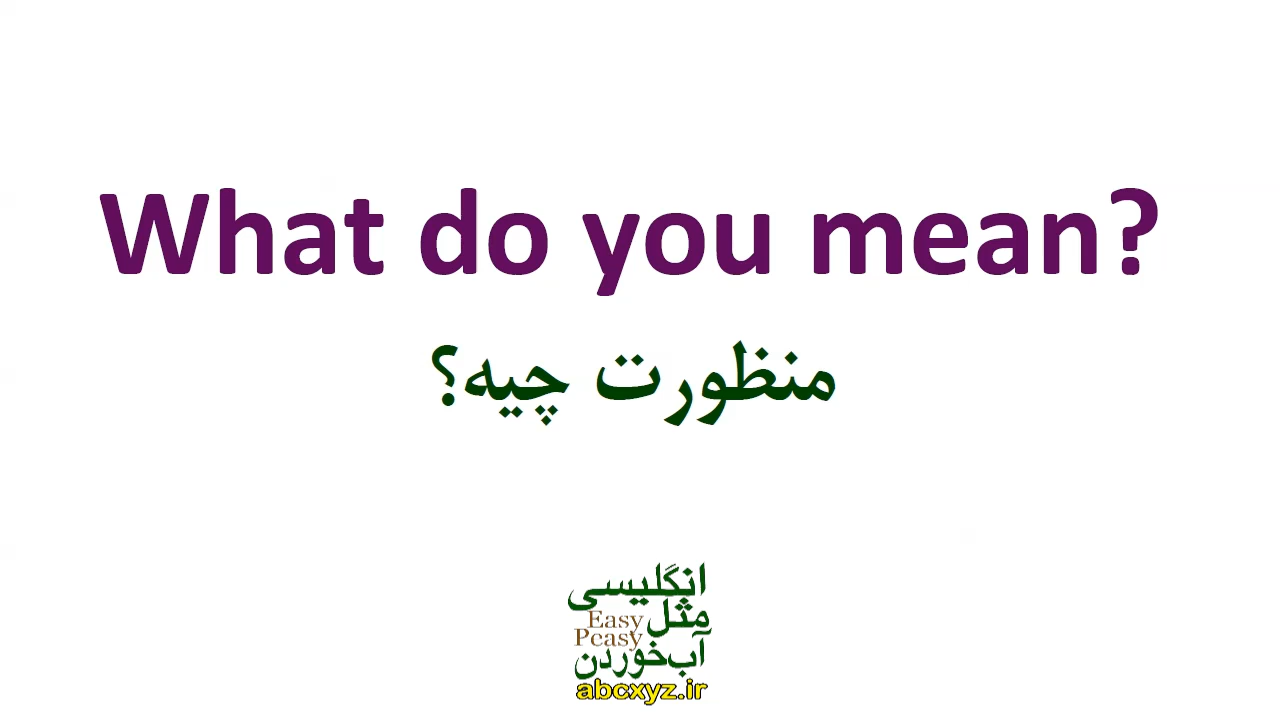 What do you mean?
منظورت چیه؟
انگلیسی
مثل
Easy
Peasy
آب‌خوردن
abcxyz.ir